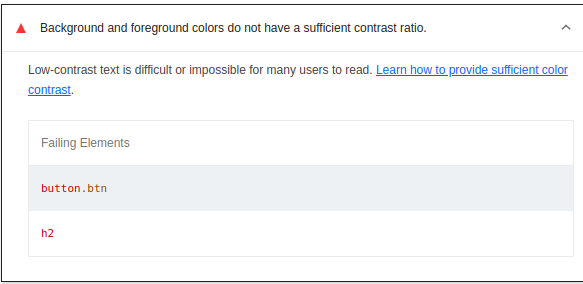 Background and foreground colors do not have a sufficient contrast ratio.
Low-contrast text is difficult or impossible for many users to read. Learn how to provide sufficient color
contrast.
Failing Elements
button.btn
h2